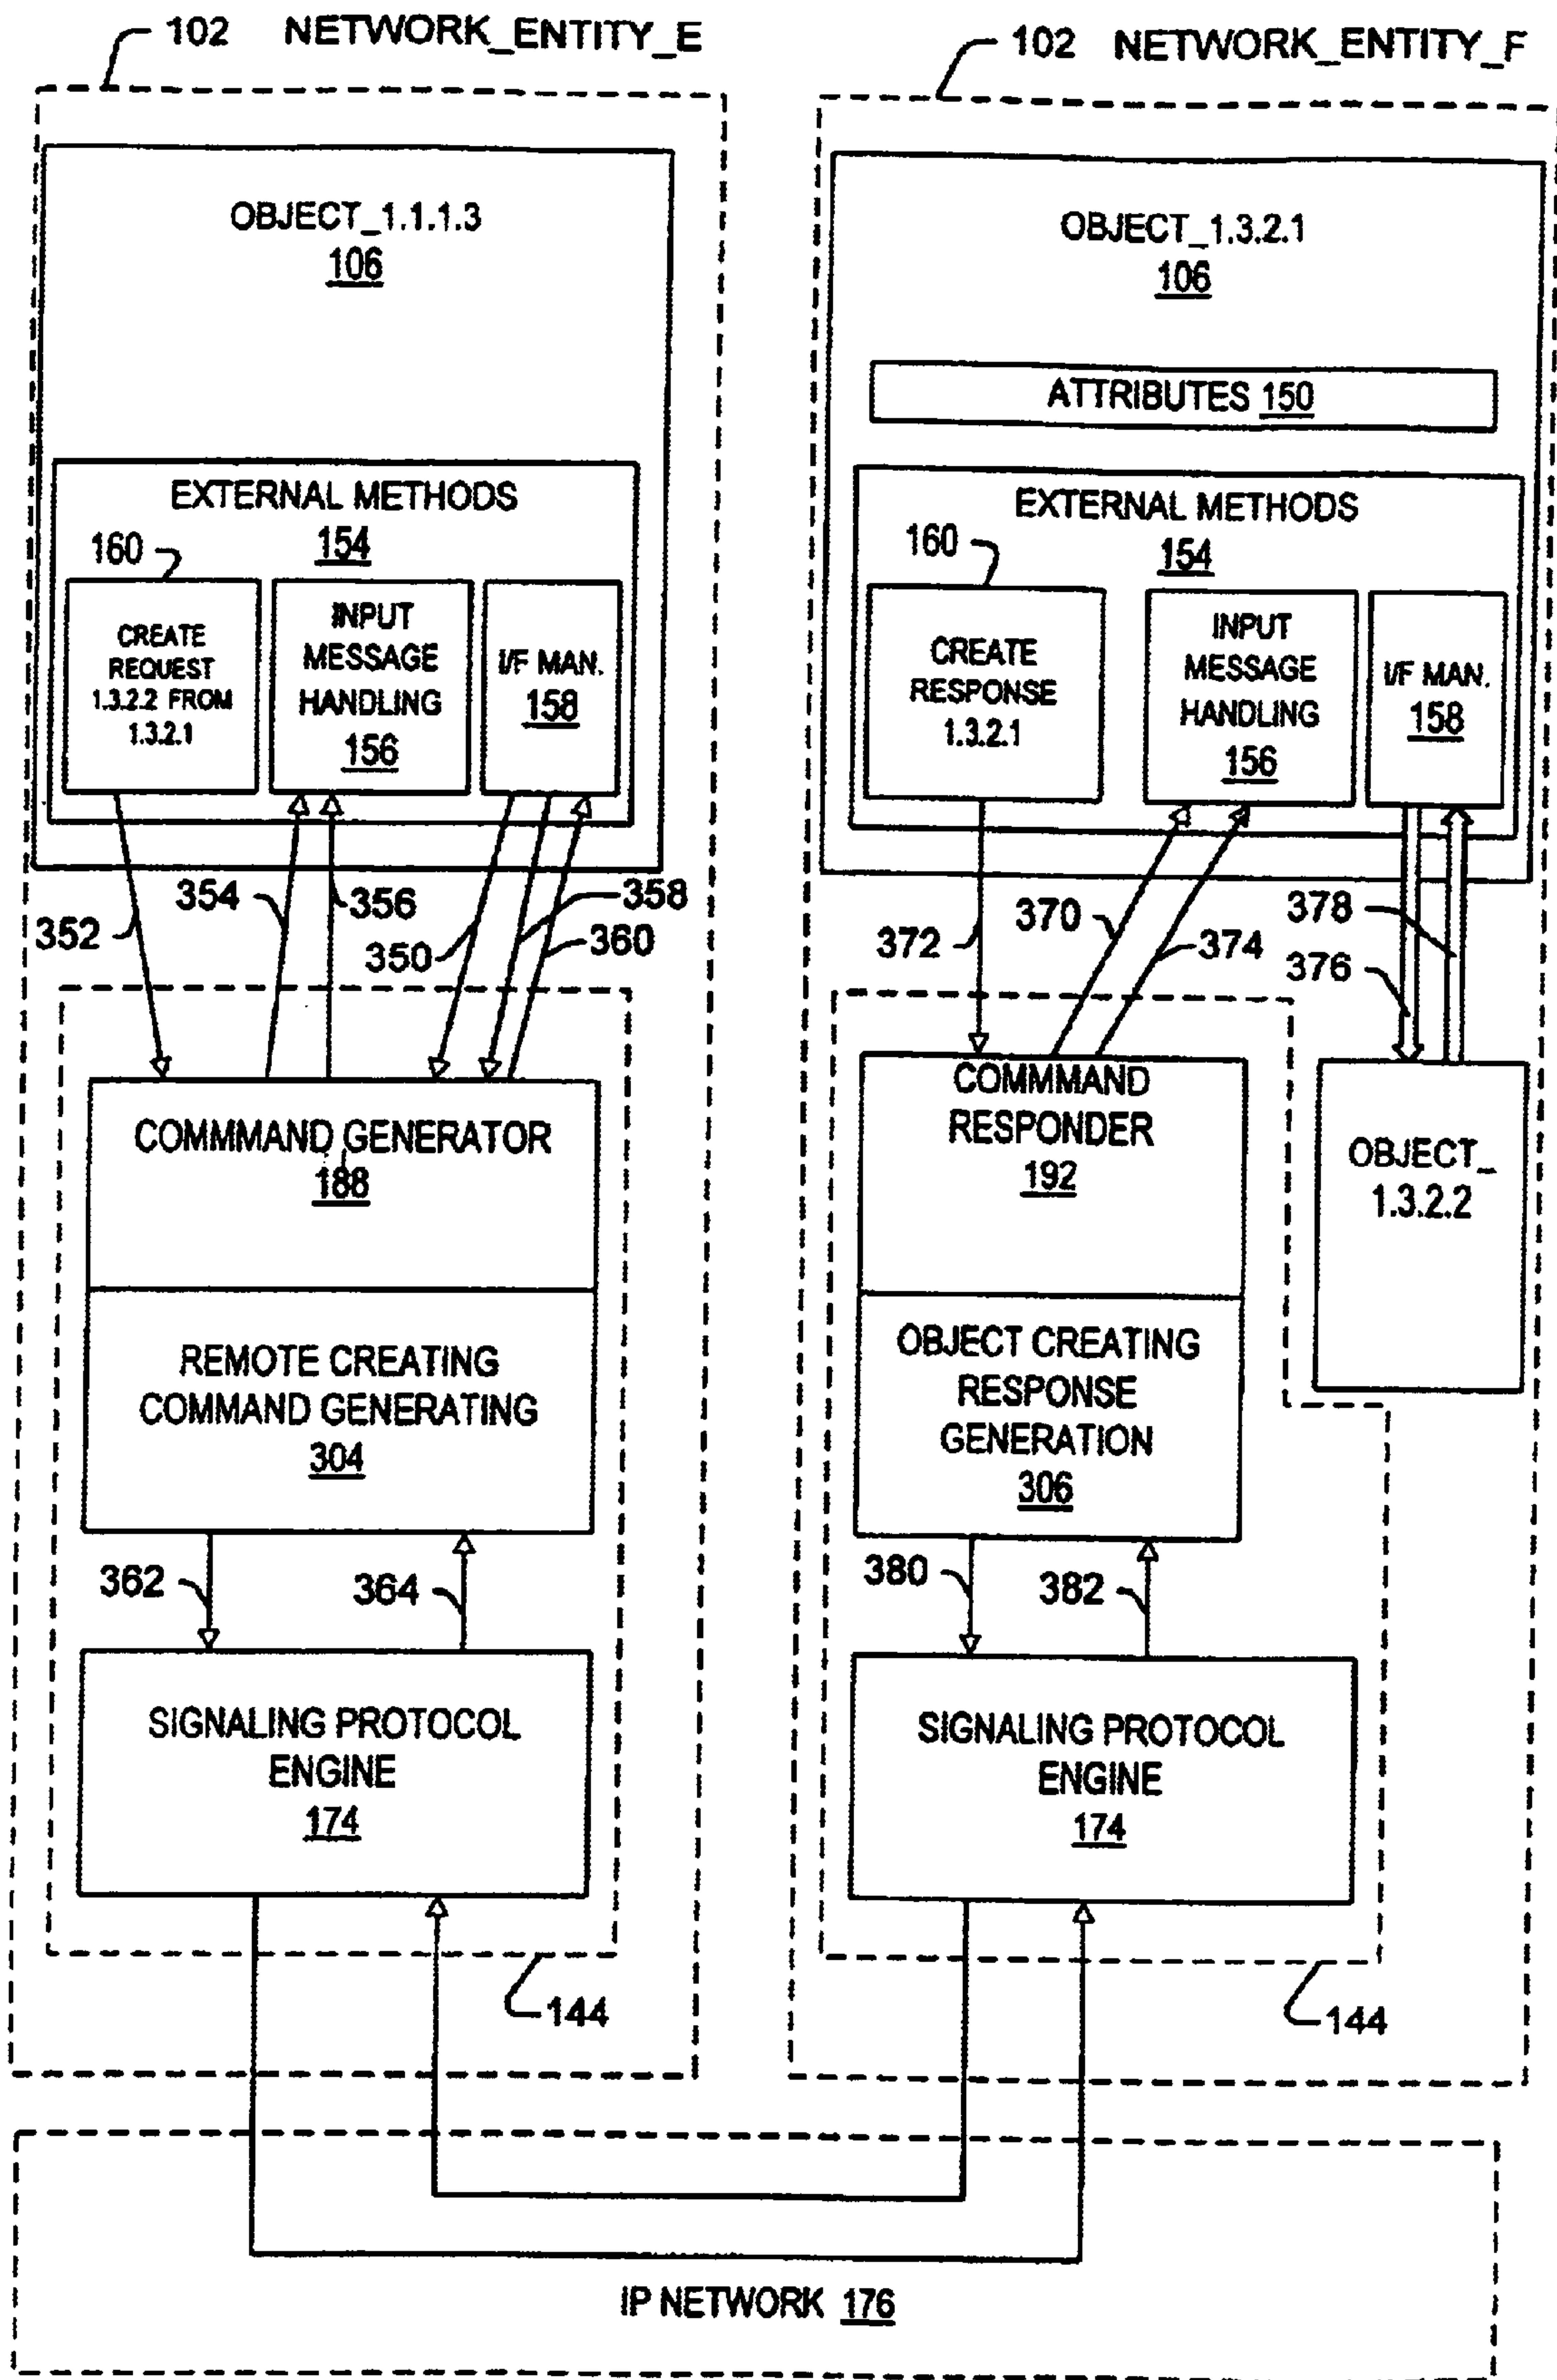 102 NETWORK_ENTITY_E
102 NETWORK_ENTITY_F
OBJECT_1.1.1.3
106
EXTERNAL METHODS
154
160
CREATE
REQUEST
1.3.2.2 FROM
1.3.2.1
INPUT
MESSAGE
HANDLING
156
I/F MAN.
158
352
354
356
350
358
360
COMMMAND GENERATOR
188
REMOTE CREATING
COMMAND GENERATING
304
362
364
SIGNALING PROTOCOL
ENGINE
174
144
OBJECT_1.3.2.1
106
ATTRIBUTES 150
EXTERNAL METHODS
154
160
CREATE
RESPONSE
1.3.2.1
INPUT
MESSAGE
HANDLING
156
I/F MAN.
158
372
370
374
378
376
COMMMAND
RESPONDER
192
OBJECT_
1.3.2.2
OBJECT CREATING
RESPONSE
GENERATION
306
380
382
SIGNALING PROTOCOL
ENGINE
174
144
IP NETWORK 176